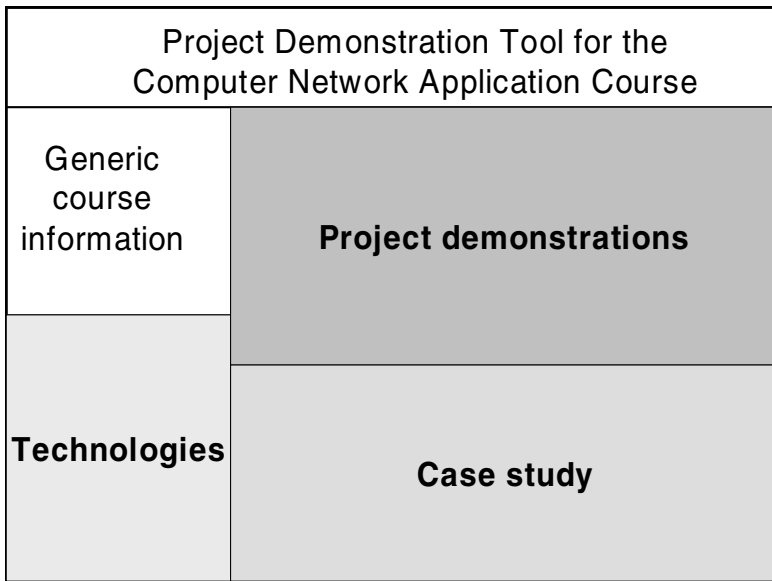 Project Demonstration Tool for the
Computer Network Application Course
Generic
course
information
Project demonstrations
Technologies
Case study